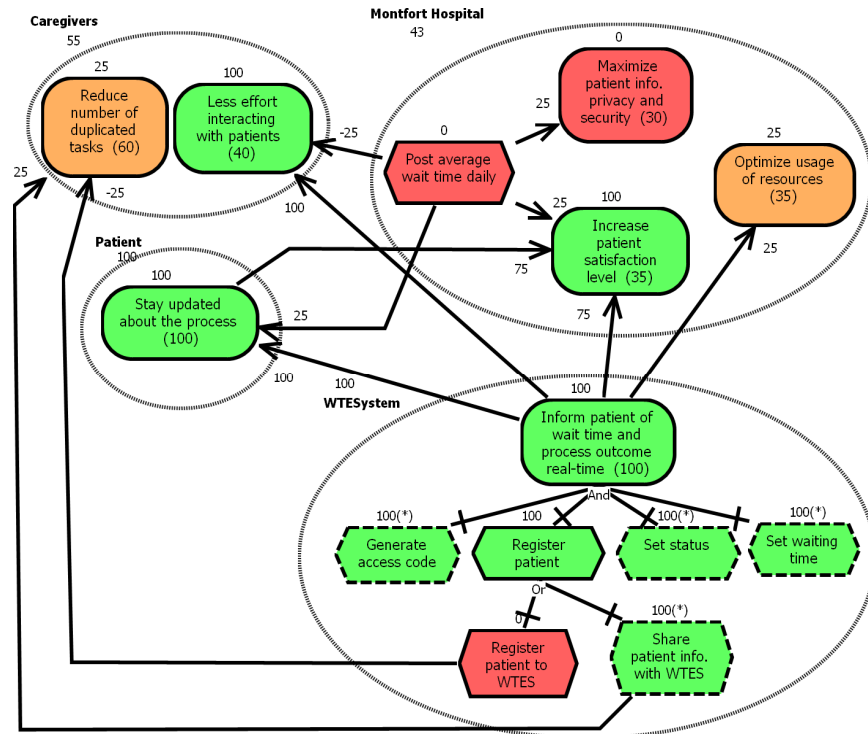 Caregivers
Montfort Hospital
55
43
0
25
100
Reduce
number of
duplicated
tasks (60)
Less effort
interacting
with patients
(40)
Maximize
patient info.
privacy and
security (30)
25
-25
0
Post average
wait time daily
25
Optimize usage
of resources
(35)
25
-25
100
25
100
Increase
patient
satisfaction
level (35)
25
75
Patient
100
100
Stay updated
about the process
(100)
25
75
100
100
WTESystem
100
Inform patient of
wait time and
process outcome
real-time (100)
And
100(*)
100
100(*)
100(*)
Generate
access code
Register
patient
Set status
Set waiting
time
Or
0
100(*)
Register
patient to
WTES
Share
patient info.
with WTES